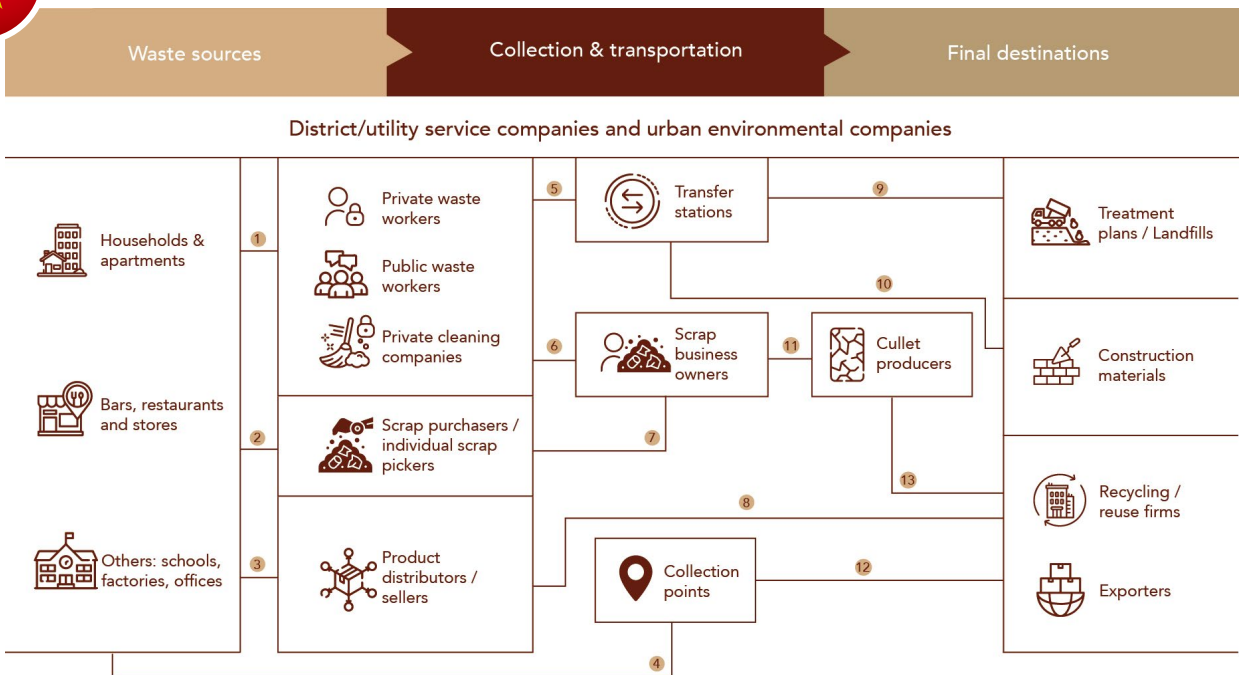 Waste sources
Collection & transportation
Final destinations
District/utility service companies and urban environmental companies
Households &
apartments
Bars, restaurants
and stores
Others: schools,
factories, offices
1
2
3
Private waste
workers
Public waste
workers
Private cleaning
companies
Scrap purchasers /
individual scrap
pickers
Product
distributors /
sellers
5
6
7
8
Transfer
stations
Scrap
business
owners
Collection
points
4
9
10
11
Cullet
producers
13
12
Treatment
plans / Landfills
Construction
materials
Recycling /
reuse firms
Exporters